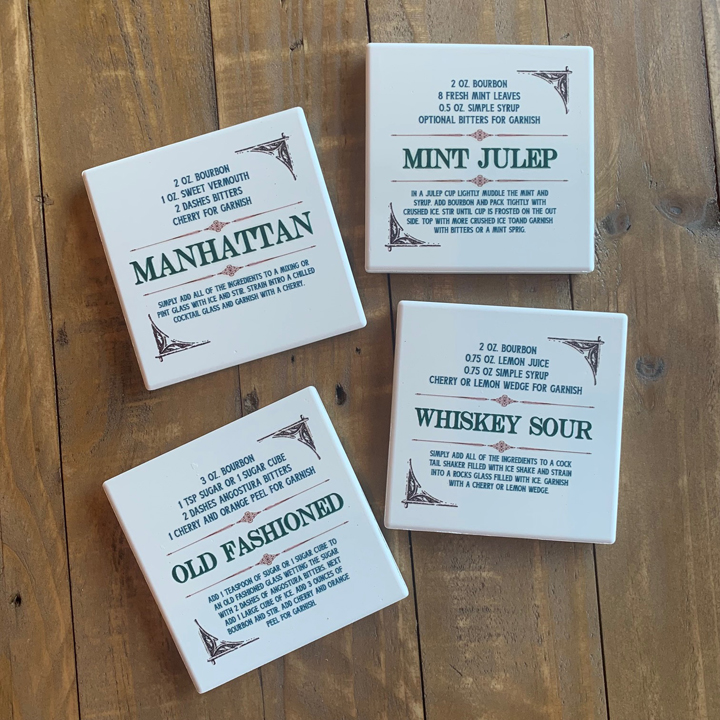 2 OZ. BOURBON
1 OZ. SWEET VERMOUTH
2 DASHES BITTERS
CHERRY FOR GARNISH
MANHATTAN
SIMPLY ADD ALL OF THE INGREDIENTS TO A MIXING OR
PINT GLASS WITH ICE AND STIR. STRAIN INTRO A CHILLED
COCKTAIL GLASS AND GARNISH WITH A CHERRY.
2 OZ. BOURBON
8 FRESH MINT LEAVES
0.5 OZ. SIMPLE SYRUP
OPTIONAL BITTERS FOR GARNISH
MINT JULEP
IN A JULEP CUP LIGHTLY MUDDLE THE MINT AND
SYRUP. ADD BOURBON AND PACK TIGHTLY WITH
CRUSHED ICE. STIR UNTIL CUP IS FROSTED ON THE OUT
SIDE. TOP WITH MORE CRUSHED ICE TOAND GARNISH
WITH BITTERS OR A MINT SPRIG.
3 OZ. BOURBON
1 TSP SUGAR OR 1 SUGAR CUBE
2 DASHES ANGOSTURA BITTERS
1 CHERRY AND ORANGE PEEL FOR GARNISH
OLD FASHIONED
ADD 1 TEASPOON OF SUGAR OR 1 SUGAR CUBE TO
AN OLD FASHIONED GLASS WETTING THE SUGAR
WITH 2 DASHES OF ANGOSTURA BITTERS. NEXT
ADD 1 LARGE CUBE OF ICE. ADD 3 OUNCES OF
BOURBON AND STIR. ADD CHERRY AND ORANGE
PEEL FOR GARNISH.
2 OZ. BOURBON
0.75 OZ. LEMON JUICE
0.75 OZ. SIMPLE SYRUP
CHERRY OR LEMON WEDGE FOR GARNISH
WHISKEY SOUR
SIMPLY ADD ALL OF THE INGREDIENTS TO A COCK
TAIL SHAKER FILLED WITH ICE SHAKE AND STRAIN
INTO A ROCKS GLASS FILLED WITH ICE. GARNISH
WITH A CHERRY OR LEMON WEDGE.